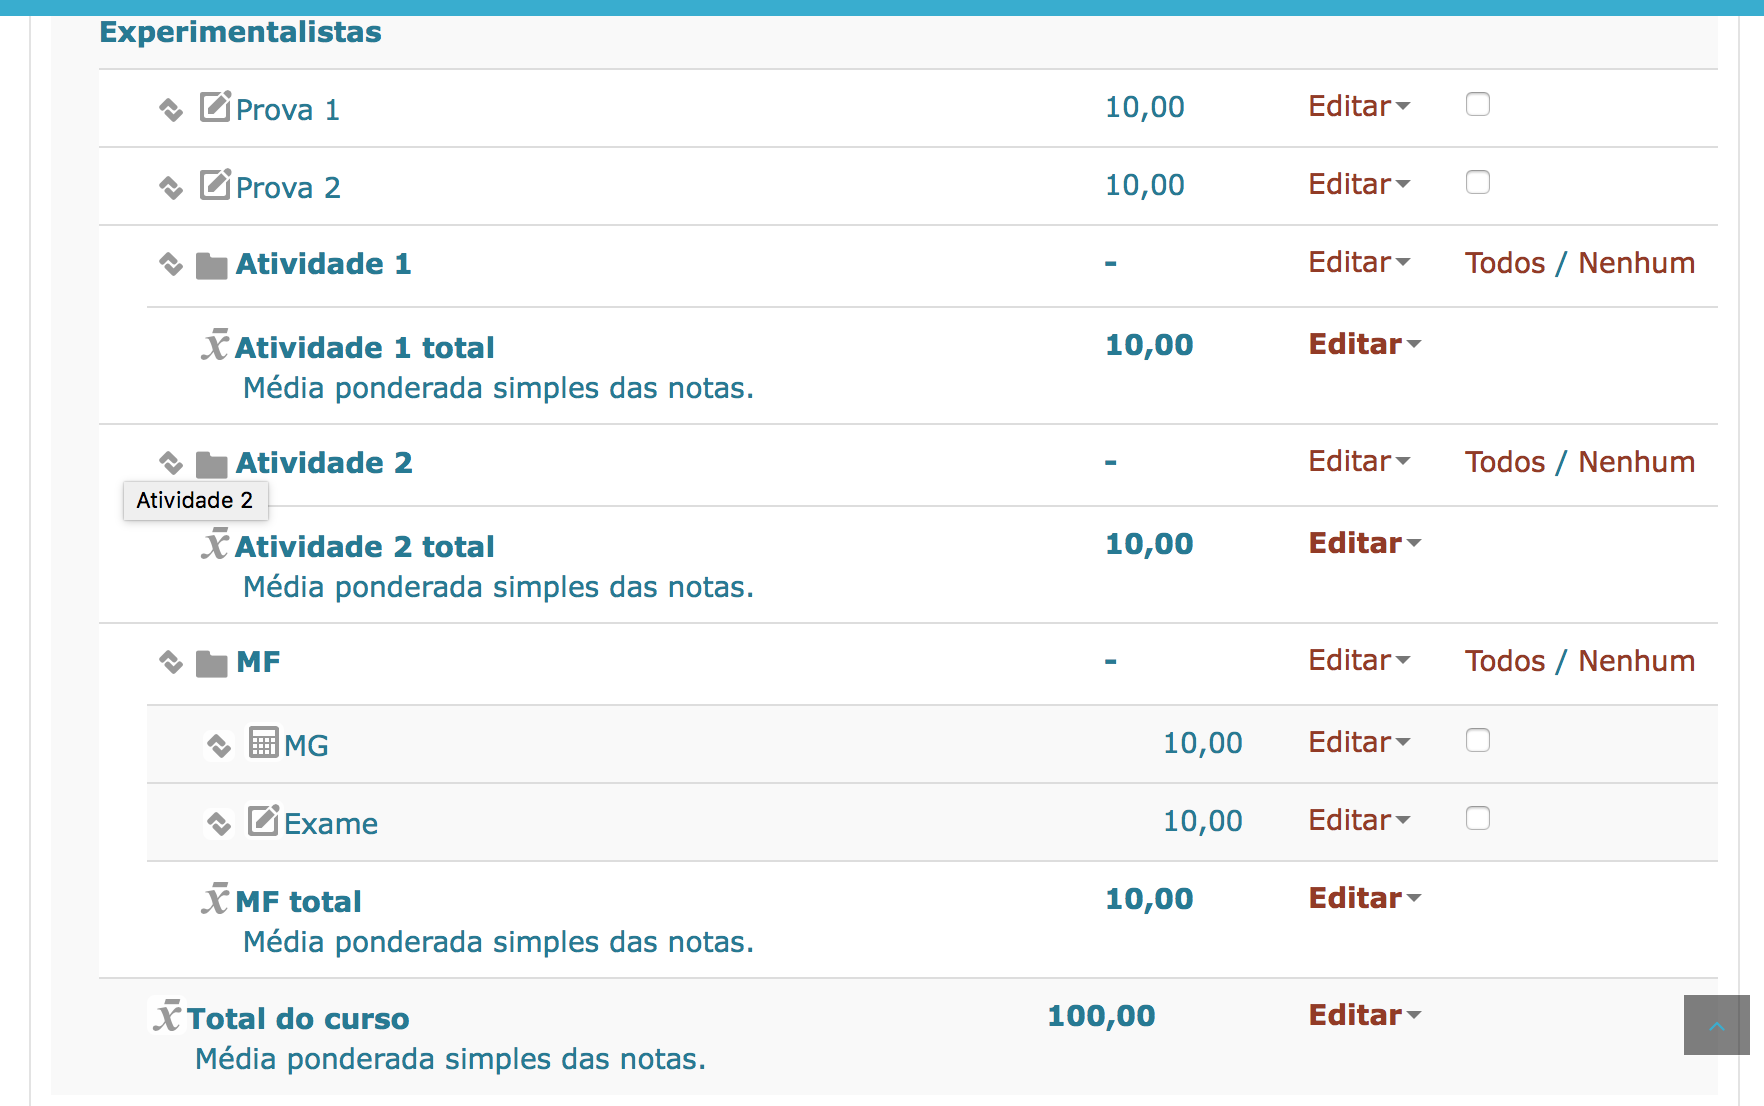 Experimentalistas
Prova 1 10,00 Editar
Prova 2 10,00 Editar
Atividade 1 - Editar Todos / Nenhum
Atividade 1 total 10,00 Editar
Média ponderada simples das notas.
Atividade 2 - Editar Todos / Nenhum
Atividade 2
Atividade 2 total 10,00 Editar
Média ponderada simples das notas.
MF - Editar Todos / Nenhum
MG 10,00 Editar
Exame 10,00 Editar
MF total 10,00 Editar
Média ponderada simples das notas.
Total do curso 100,00 Editar
Média ponderada simples das notas.